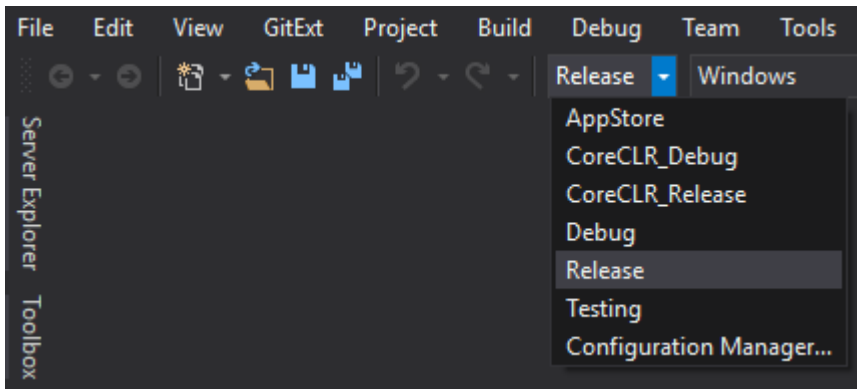 File Edit View GitExt Project Build Debug Team Tools
Release Windows
AppStore
CoreCLR_Debug
CoreCLR_Release
Debug
Release
Testing
Configuration Manager...
Server Explorer
Toolbox